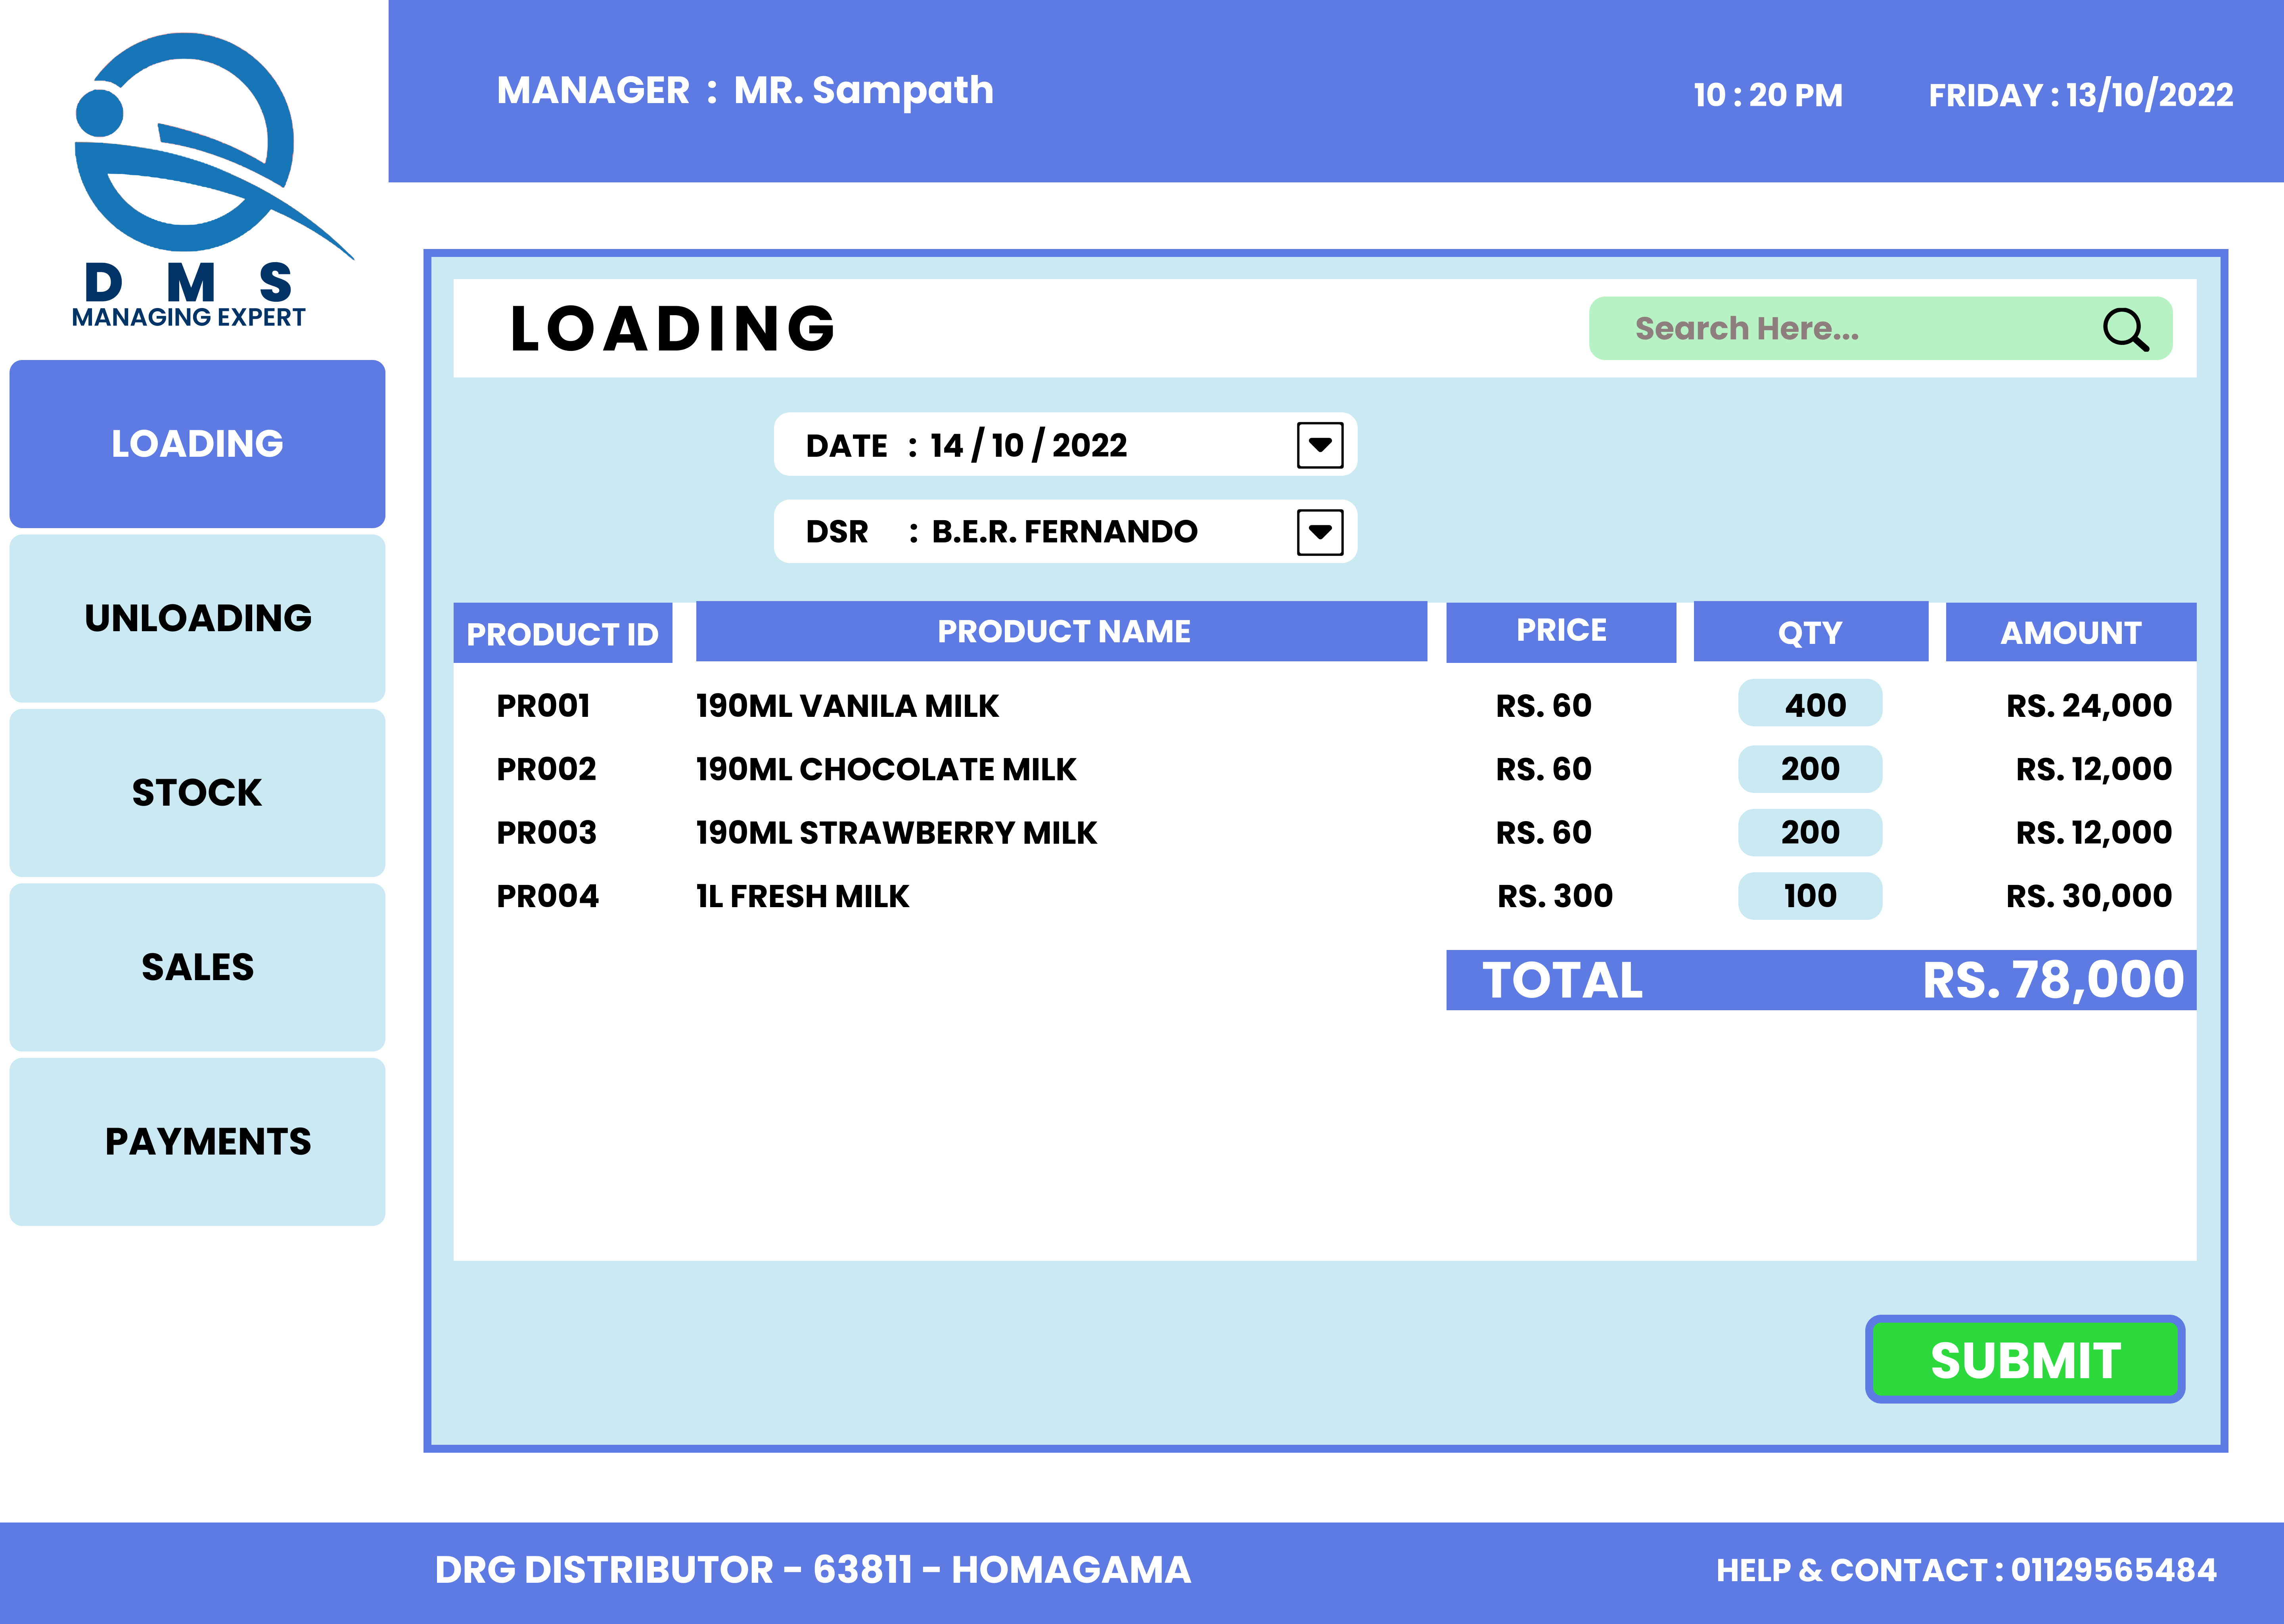 MANAGER : MR. Sampath
10 : 20 PM
FRIDAY : 13/10/2022
D M S
MANAGING EXPERT
LOADING
UNLOADING
STOCK
SALES
PAYMENTS
LOADING
Search Here...
DATE : 14 / 10 / 2022
DSR : B.E.R. FERNANDO
PRODUCT ID PRODUCT NAME PRICE QTY AMOUNT
PR001 190ML VANILA MILK RS. 60 400 RS. 24,000
PR002 190ML CHOCOLATE MILK RS. 60 200 RS. 12,000
PR003 190ML STRAWBERRY MILK RS. 60 200 RS. 12,000
PR004 1L FRESH MILK RS. 300 100 RS. 30,000
TOTAL RS. 78,000
SUBMIT
DRG DISTRIBUTOR - 63811 - HOMAGAMA
HELP & CONTACT : 01129565484